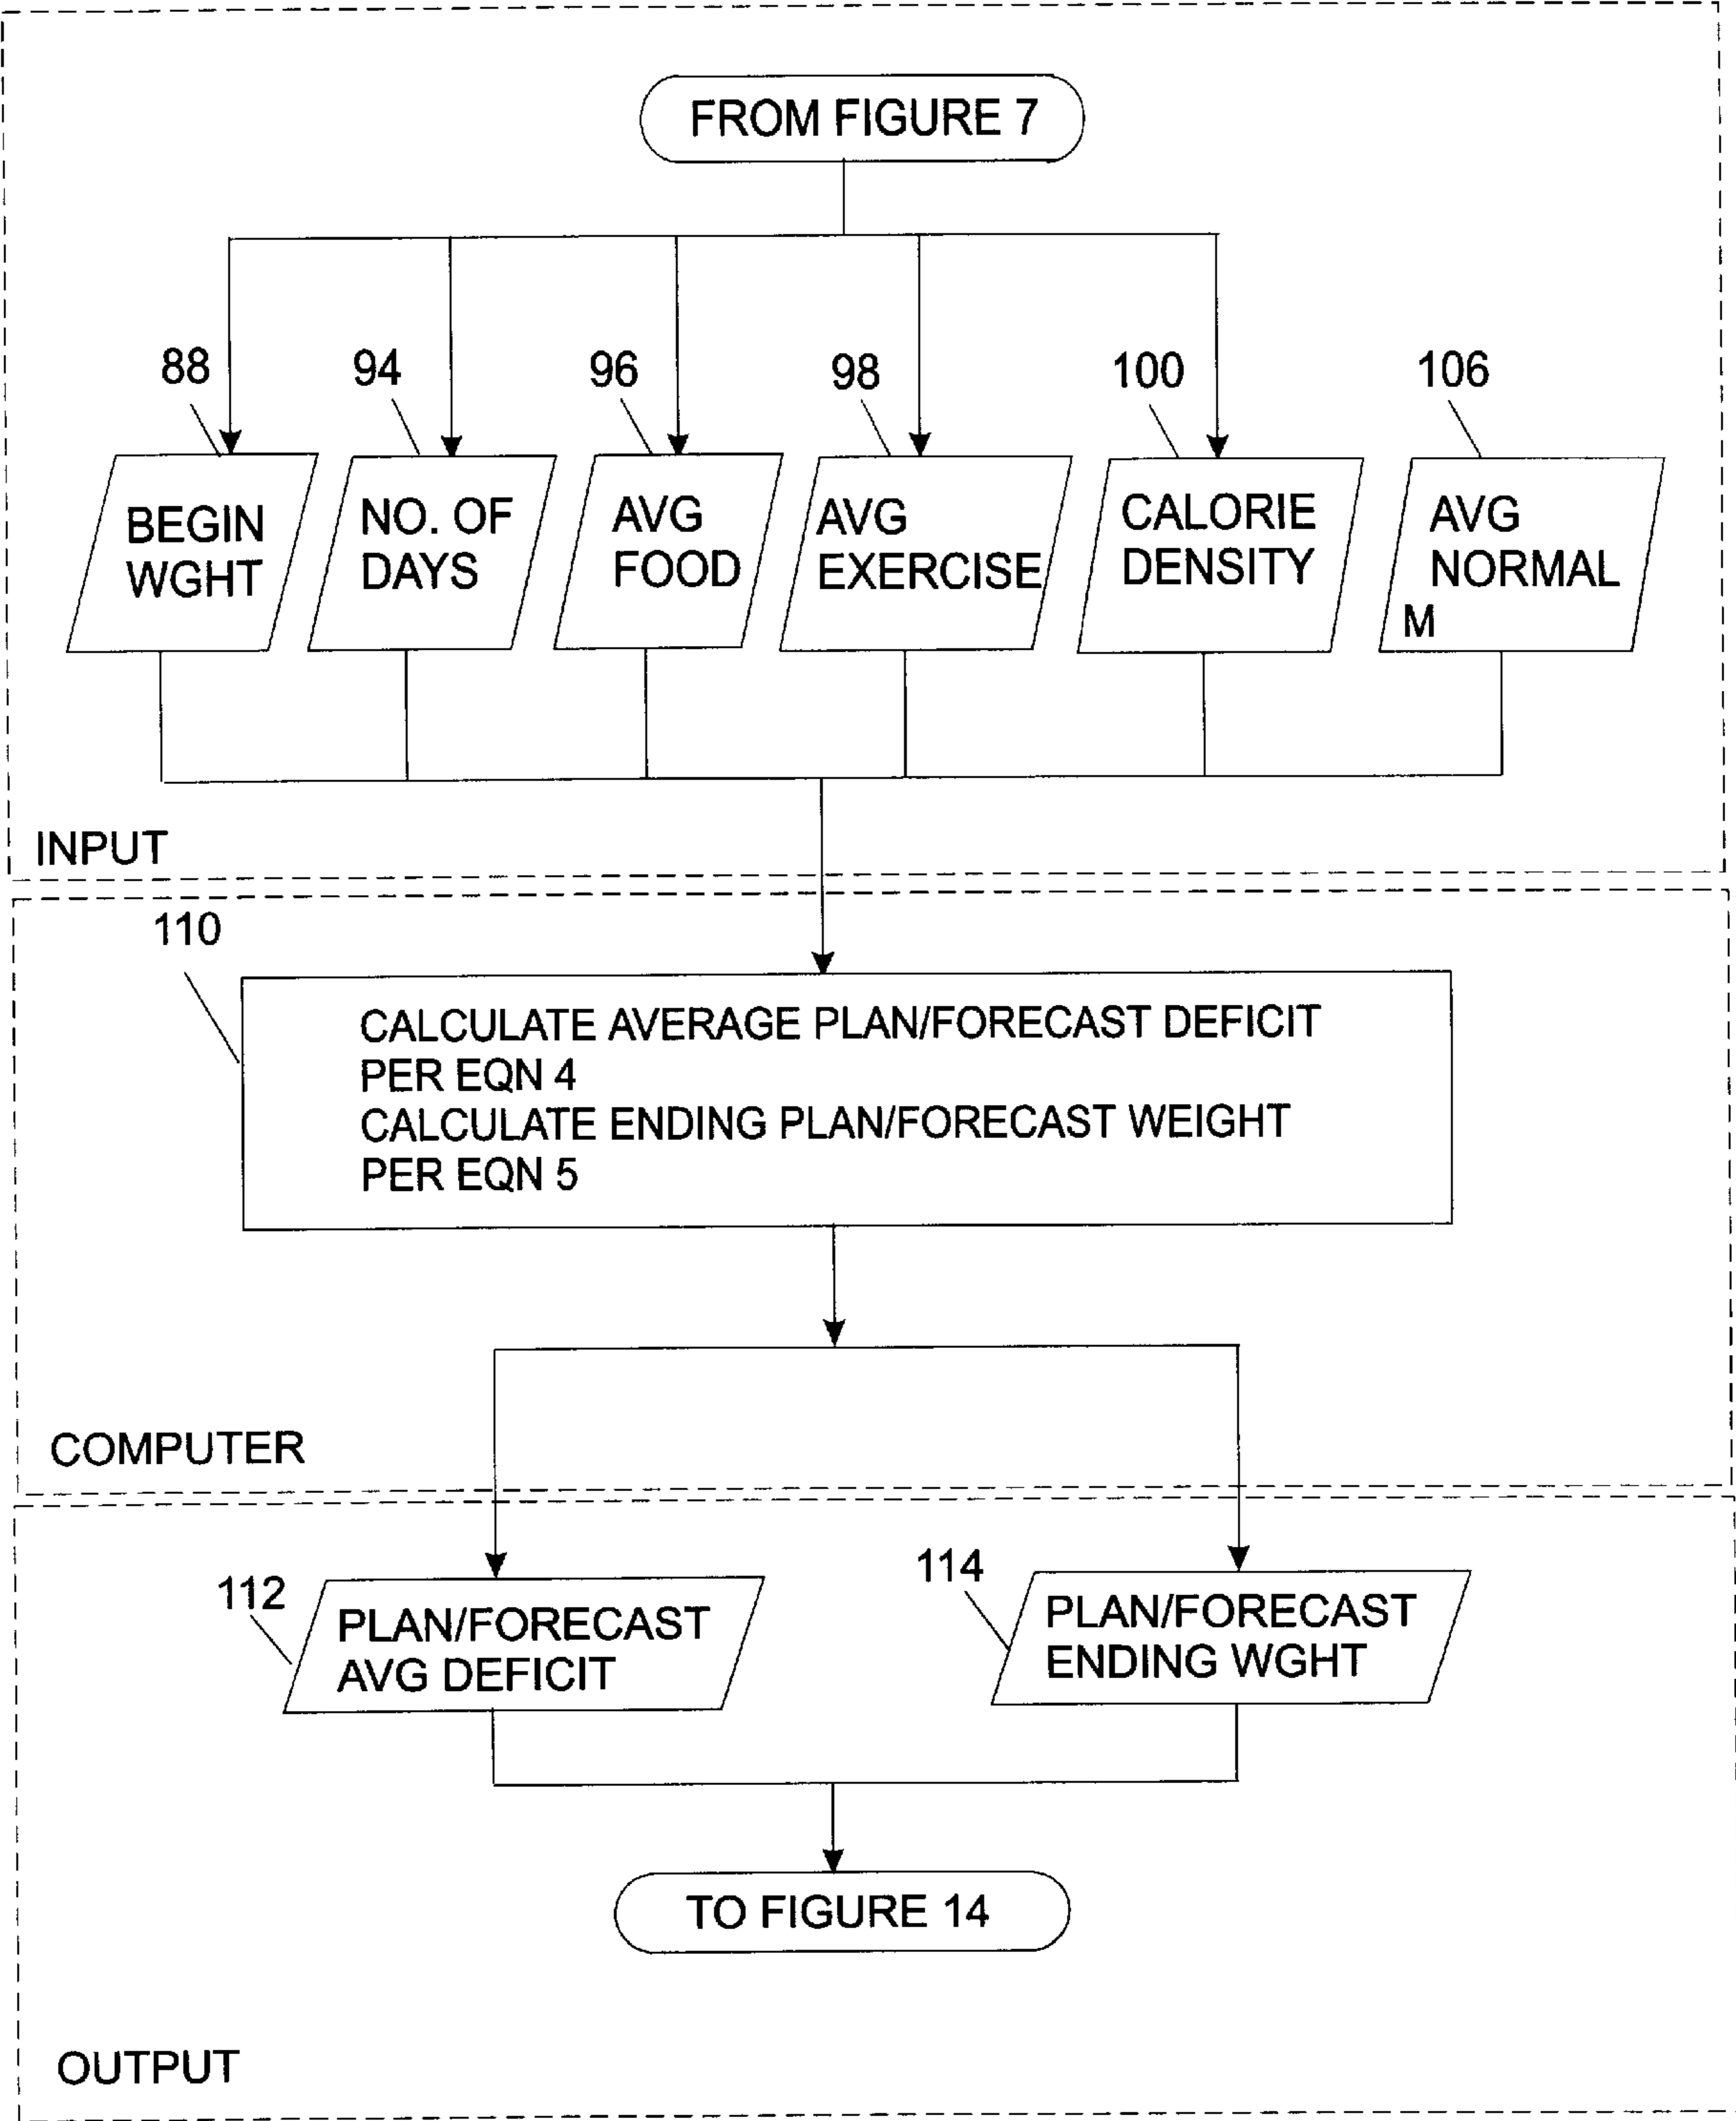 FROM FIGURE 7
88
94
96
98
100
106
BEGIN
WGHT
NO. OF
DAYS
AVG
FOOD
AVG
EXERCISE
CALORIE
DENSITY
AVG
NORMAL
M
INPUT
110
CALCULATE AVERAGE PLAN/FORECAST DEFICIT
PER EQN 4
CALCULATE ENDING PLAN/FORECAST WEIGHT
PER EQN 5
COMPUTER
112
PLAN/FORECAST
AVG DEFICIT
114
PLAN/FORECAST
ENDING WGHT
TO FIGURE 14
OUTPUT